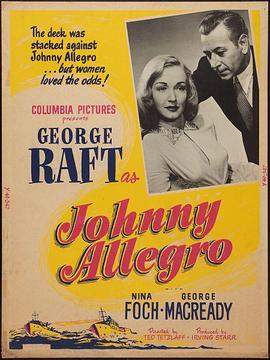 The deck was
stacked against
Johnny Allegro
...but women
loved the odds!
COLUMBIA PICTURES
presents
GEORGE
RAFT as
Johnny
Allegro
with
NINA GEORGE
FOCH-MACREADY
Directed by Produced by
TED TETZLAFF • IRVING STARR